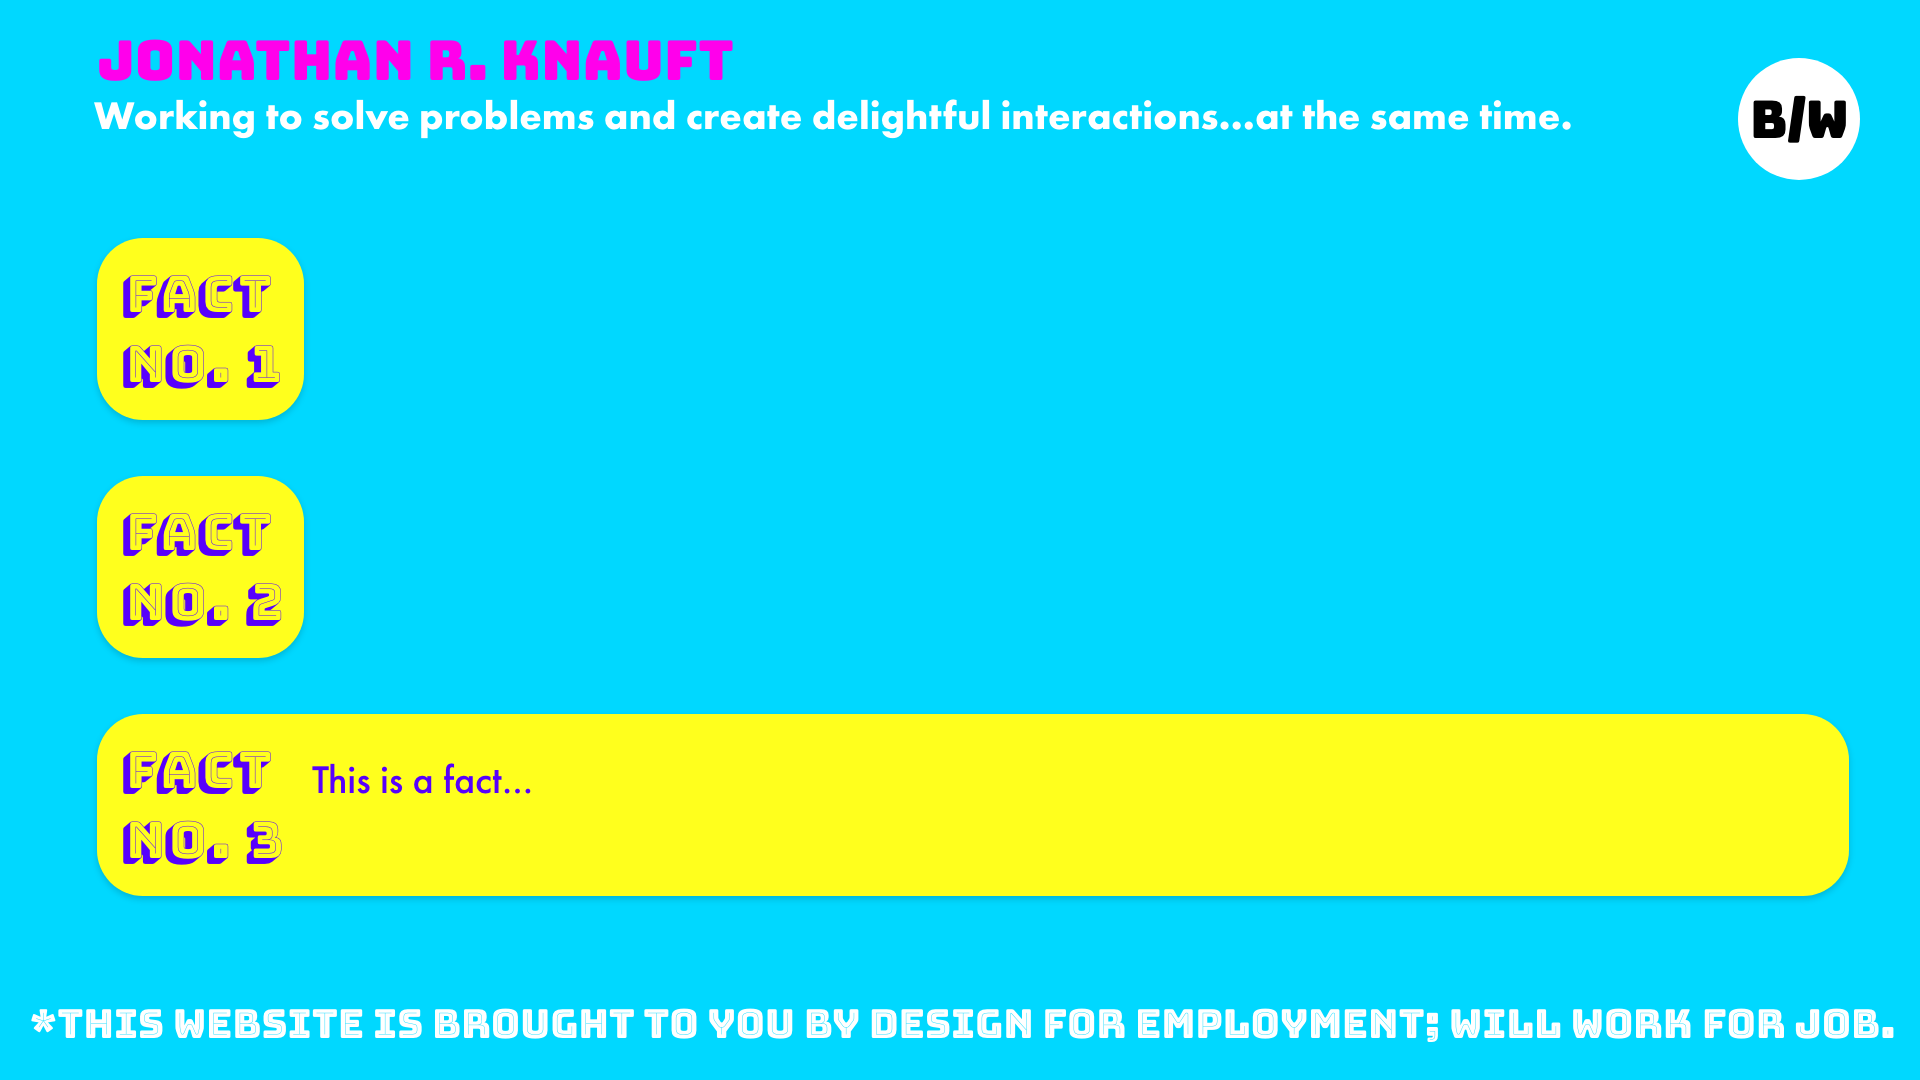 JONATHAN R. KNAUFT
Working to solve problems and create delightful interactions...at the same time.
B/W
FACT
NO. 1
FACT
NO. 2
FACT
NO. 3
This is a fact...
*THIS WEBSITE IS BROUGHT TO YOU BY DESIGN FOR EMPLOYMENT; WILL WORK FOR JOB.